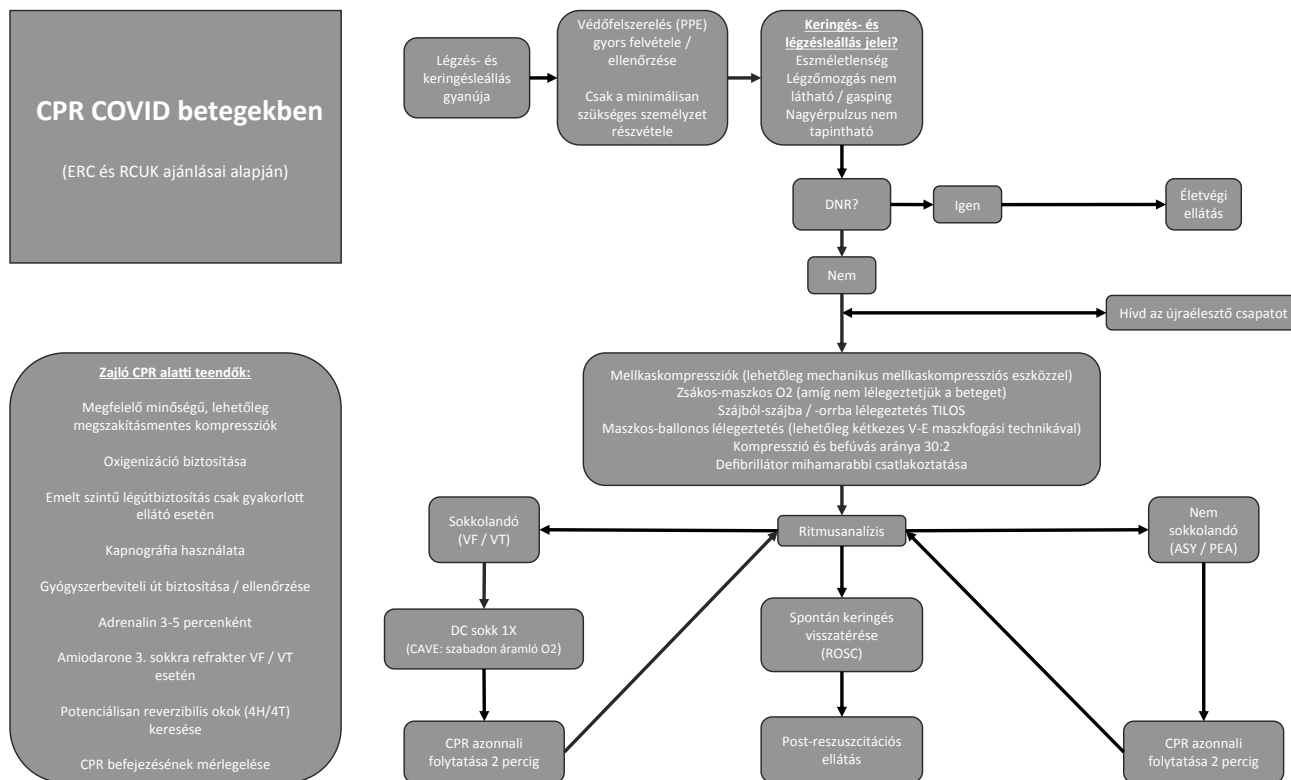 CPR COVID betegekben
(ERC és RCUK ajánlásai alapján)
Légzés- és
keringésleállás
gyanúja
Védőfelszerelés (PPE)
gyors felvétele /
ellenőrzése
Csak a minimálisan
szükséges személyzet
részvétele
Keringés- és
légzésleállás jelei?
Eszméletlenség
Légzőmozgás nem
látható / gasping
Nagyérpulzus nem
tapintható
DNR?
Igen
Életvégi
ellátás
Nem
Hívd az újraélesztő csapatot
Mellkaskompressziók (lehetőleg mechanikus mellkaskompressziós eszközzel)
Zsákos-maszkos O2 (amíg nem lélegeztetjük a beteget)
Szájból-szájba / -orrba lélegeztetés TILOS
Maszkos-ballonos lélegeztetés (lehetőleg kétkezes V-E maszkfogási technikával)
Kompresszió és befúvás aránya 30:2
Defibrillátor mihamarabbi csatlakoztatása
Zajló CPR alatti teendők:
Megfelelő minőségű, lehetőleg
megszakításmentes kompressziók
Oxigenizáció biztosítása
Emelt szintű légútbiztosítás csak gyakorlott
ellátó esetén
Kapnográfia használata
Gyógyszerbeviteli út biztosítása / ellenőrzése
Adrenalin 3-5 percenként
Amiodarone 3. sokkra refrakter VF / VT
esetén
Potenciálisan reverzibilis okok (4H/4T)
keresése
CPR befejezésének mérlegelése
Sokkolandó
(VF / VT)
Ritmusanalízis
Nem
sokkolandó
(ASY / PEA)
DC sokk 1X
(CAVE: szabadon áramló O2)
Spontán keringés
visszatérése
(ROSC)
CPR azonnali
folytatása 2 percig
Post-reszuszcitációs
ellátás
CPR azonnali
folytatása 2 percig